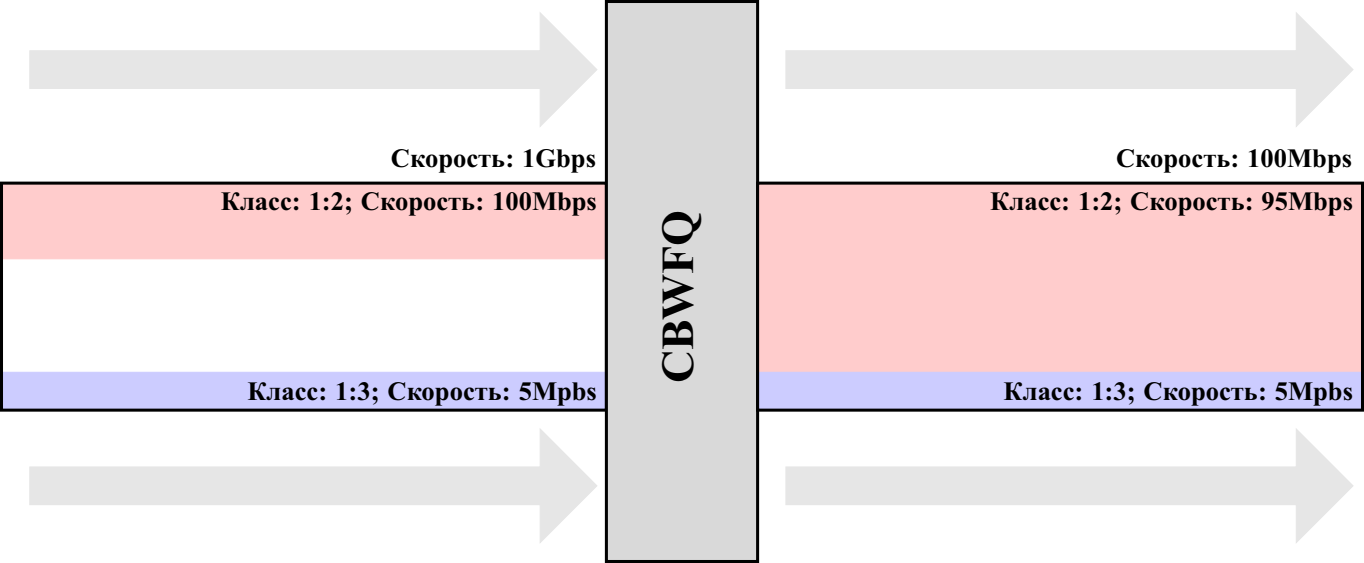 Скорость: 1Gbps
Класс: 1:2; Скорость: 100Mbps
Класс: 1:3; Скорость: 5Mpbs
CBWFQ
Скорость: 100Mbps
Класс: 1:2; Скорость: 95Mbps
Класс: 1:3; Скорость: 5Mpbs